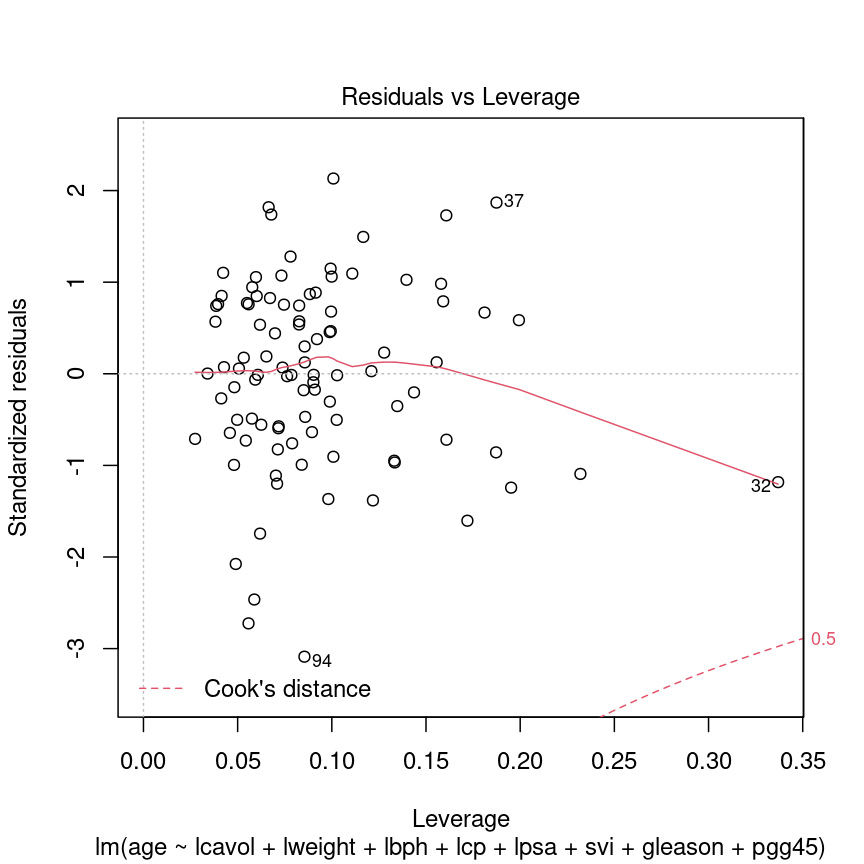 Residuals vs Leverage
Standardized residuals
2
1
0
-1
-2
-3
37
32
94
0.5
Cook's distance
0.00 0.05 0.10 0.15 0.20 0.25 0.30 0.35
Leverage
lm(age ~ lcavol + lweight + lbph + lcp + lpsa + svi + gleason + pgg45)